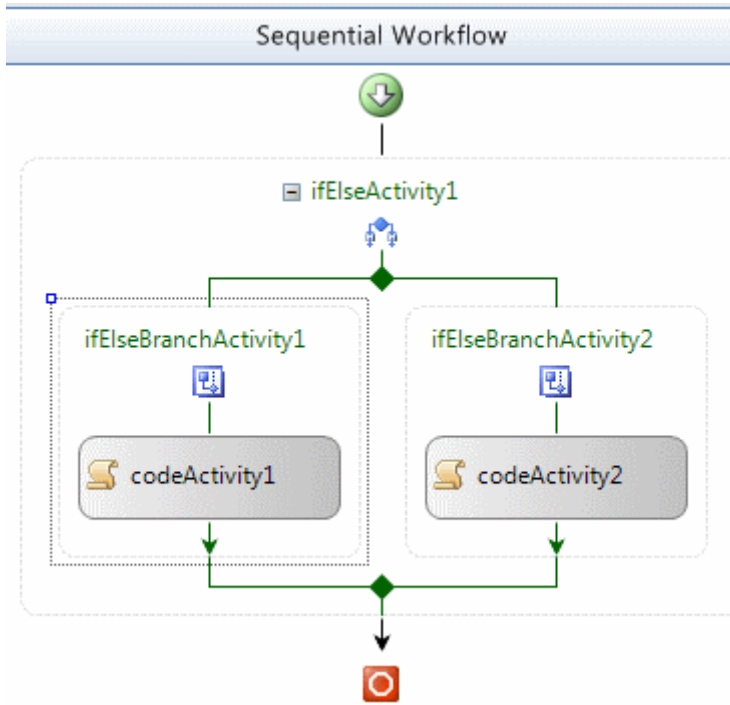 Sequential Workflow
ifElseActivity1
ifElseBranchActivity1
ifElseBranchActivity2
codeActivity1
codeActivity2